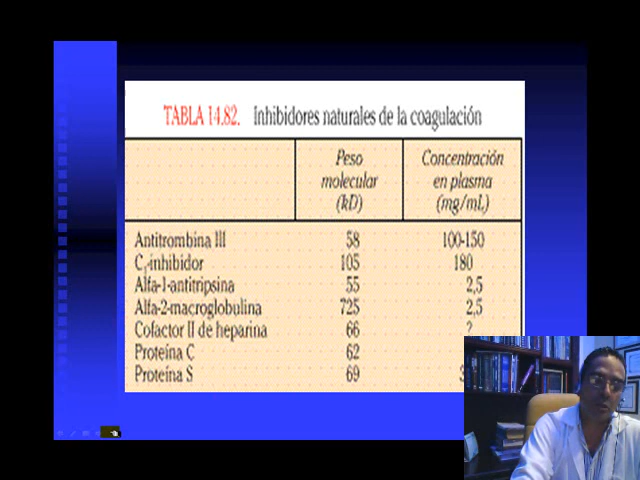 TABLA 14.82. Inhibidores naturales de la coagulación
Peso molecular (kD) Concentración en plasma (mg/mL)
Antitrombina III 58 100-150
C1-inhibidor 105 180
Alfa-1-antitripsina 55 2,5
Alfa-2-macroglobulina 725 2,5
Cofactor II de heparina 66
Proteína C 62
Proteína S 69